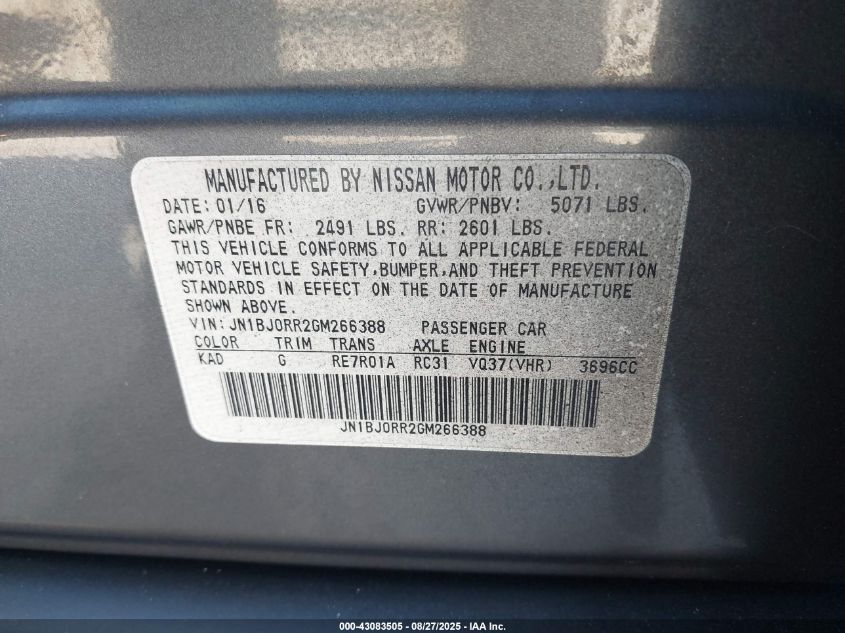 MANUFACTURED BY NISSAN MOTOR CO.,LTD.
DATE: 01/16 GVWR/PNBV: 5071 LBS.
GAWR/PNBE FR: 2491 LBS. RR: 2601 LBS.
THIS VEHICLE CONFORMS TO ALL APPLICABLE FEDERAL
MOTOR VEHICLE SAFETY,BUMPER,AND THEFT PREVENTION
STANDARDS IN EFFECT ON THE DATE OF MANUFACTURE
SHOWN ABOVE.
VIN: JN1BJ0RR2GM266388 PASSENGER CAR
COLOR TRIM TRANS AXLE ENGINE
KAD G RE7R01A RC31 VQ37(VHR) 3696CC
JN1BJ0RR2GM266388
000-43083505 - 08/27/2025 - IAA Inc.